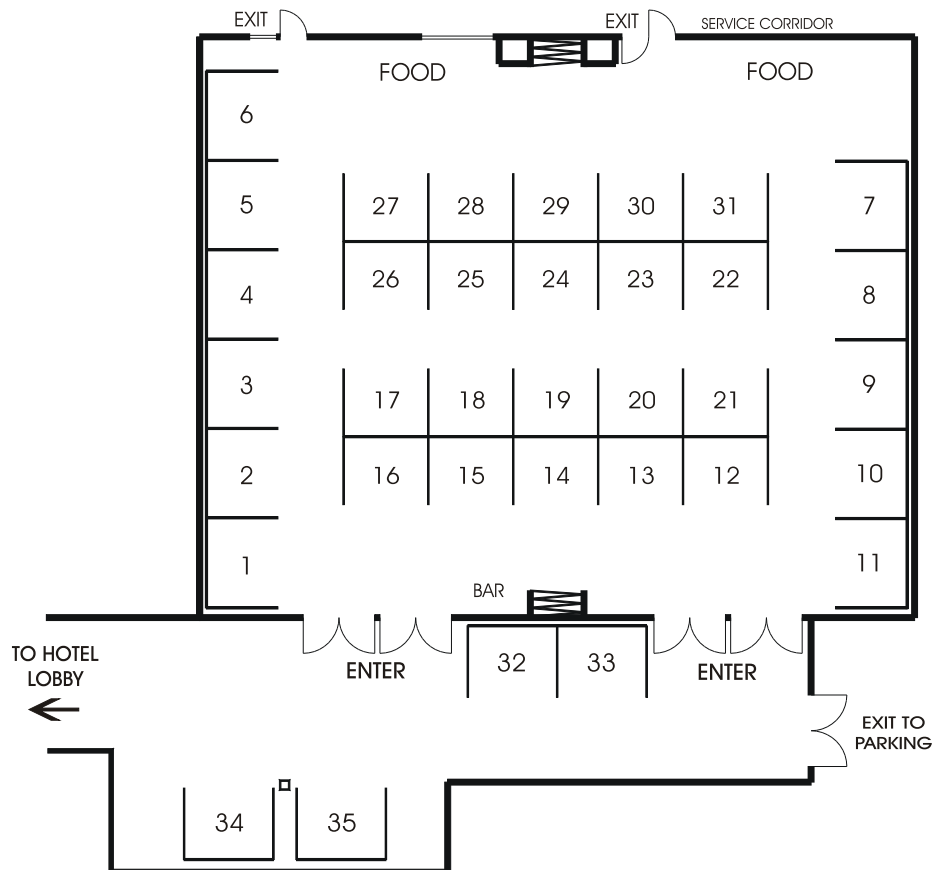 EXIT
EXIT
SERVICE CORRIDOR
FOOD
FOOD
6
5
27 28 29 30 31
7
4
26 25 24 23 22
8
3
17 18 19 20 21
9
2
16 15 14 13 12
10
1
11
BAR
TO HOTEL
LOBBY
ENTER
32 33
ENTER
EXIT TO
PARKING
34 35